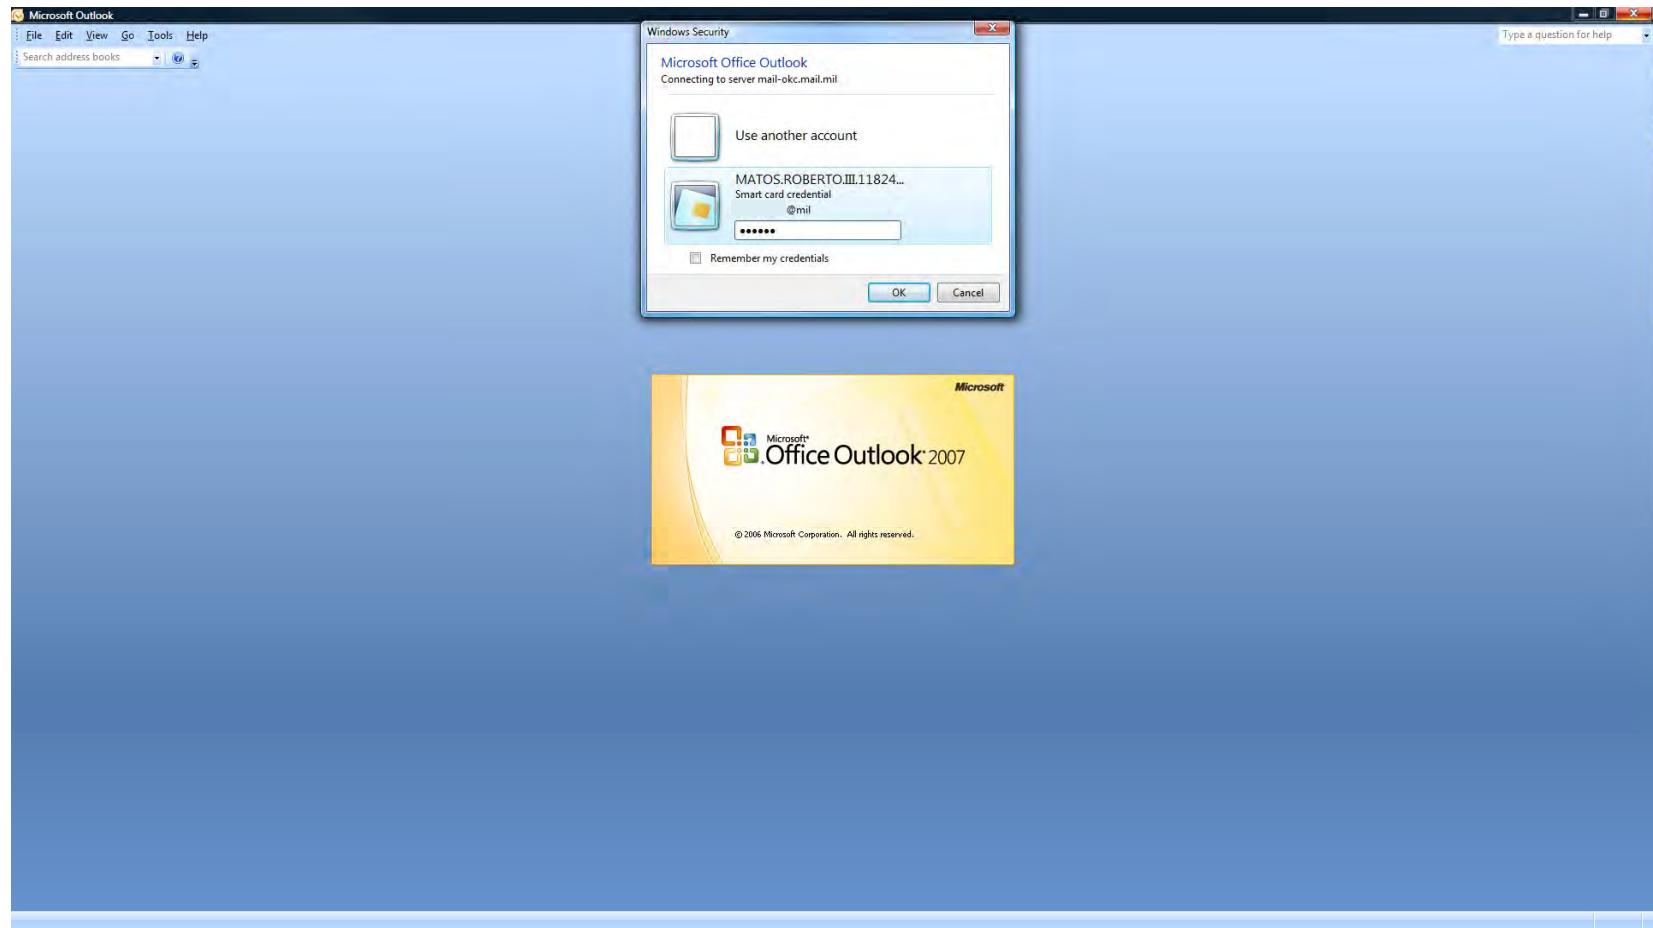 Microsoft Outlook
File Edit View Go Tools Help
Type a question for help
Search address books
Windows Security
Microsoft Office Outlook
Connecting to server mail-okc.mail.mil
Use another account
MATOS.ROBERTO.III.11824...
Smart card credential
@mil
••••••
Remember my credentials
OK Cancel
Microsoft
Microsoft®
Office Outlook® 2007
© 2006 Microsoft Corporation. All rights reserved.